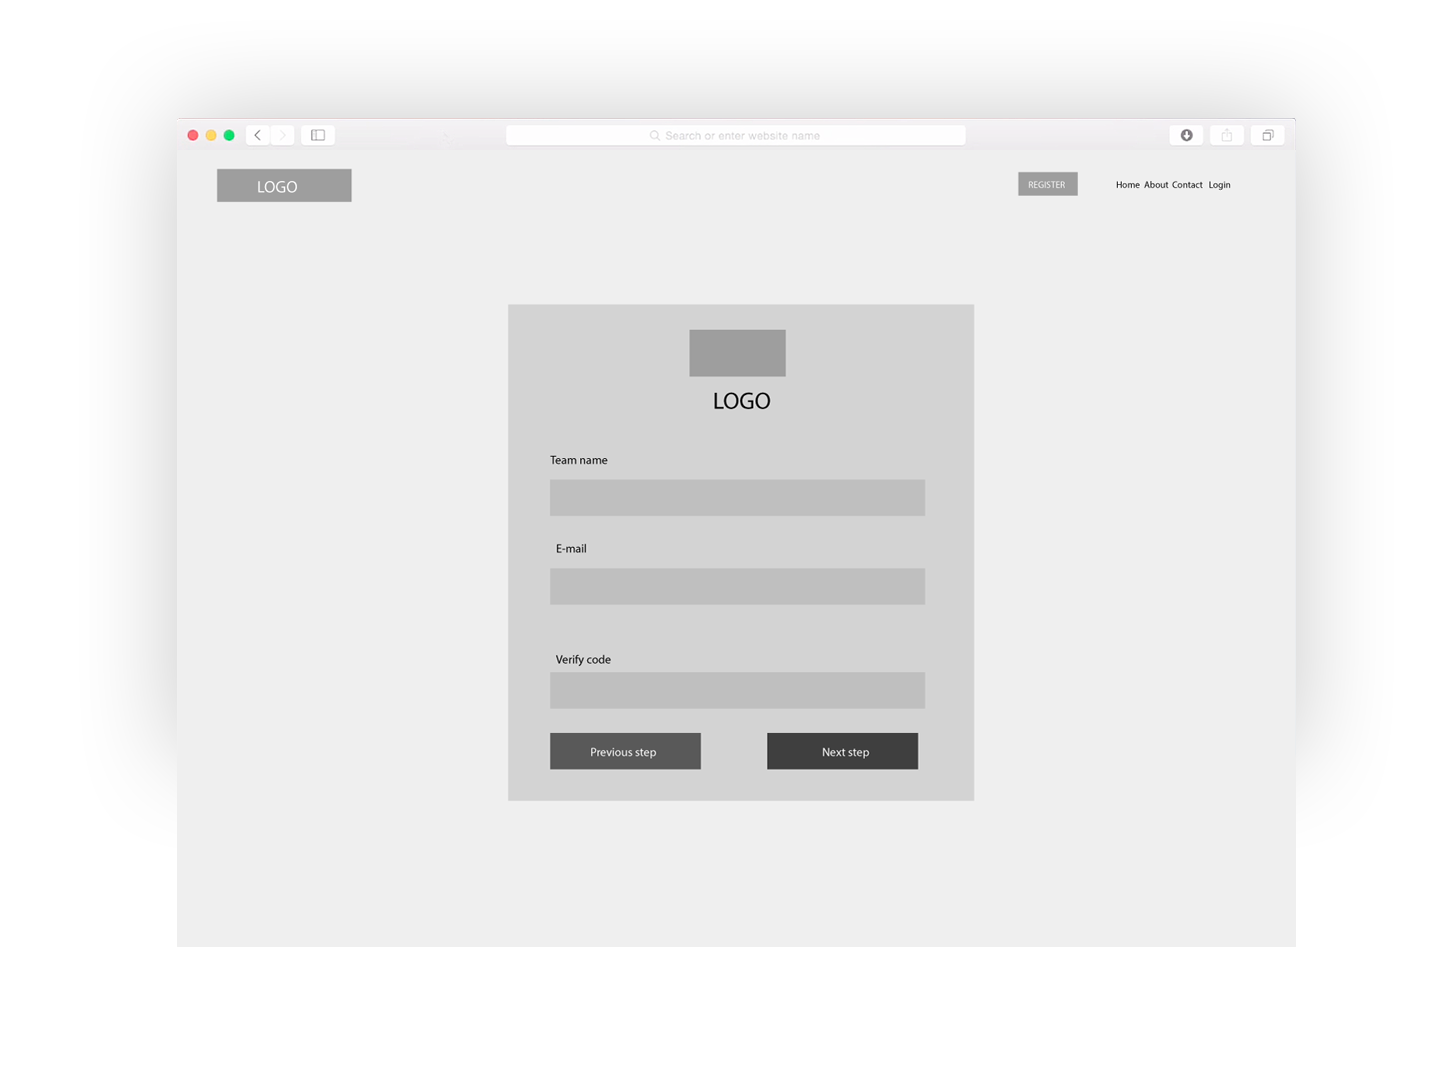 Search or enter website name
LOGO
REGISTER
Home About Contact Login
LOGO
Team name
E-mail
Verify code
Previous step
Next step